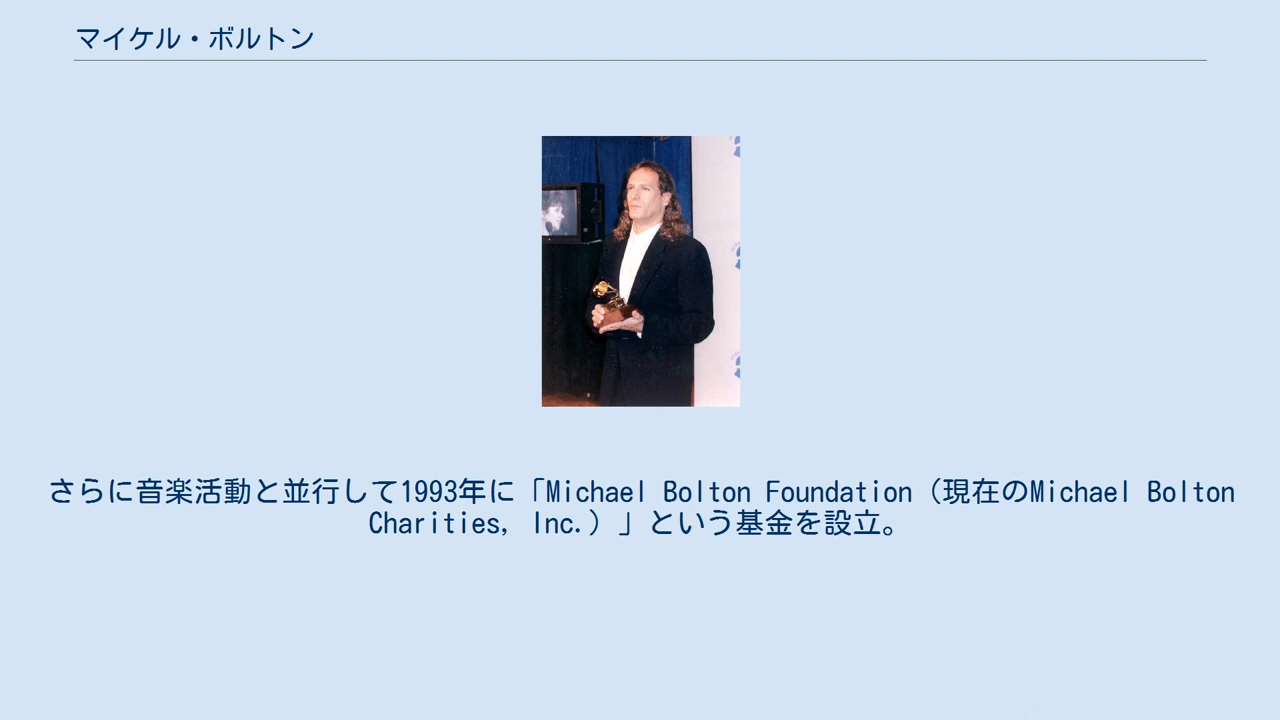 マイケル・ボルトン
さらに音楽活動と並行して1993年に「Michael Bolton Foundation（現在のMichael Bolton
Charities, Inc.）」という基金を設立。